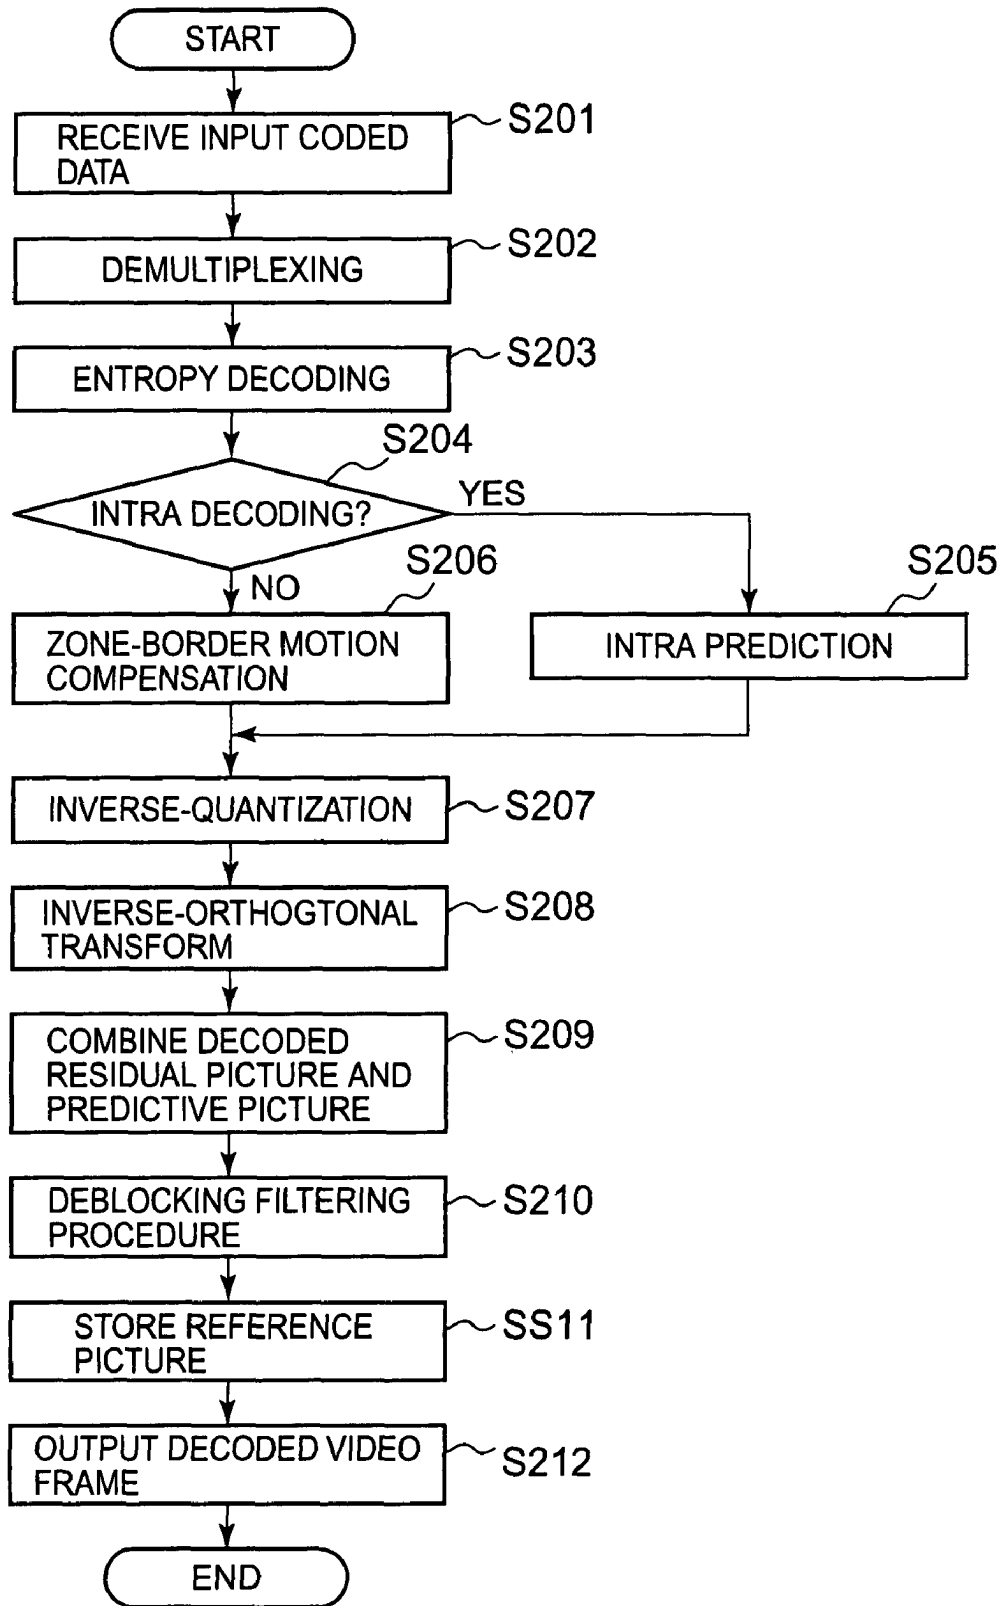 START
RECEIVE INPUT CODED
DATA
S201
DEMULTIPLEXING
S202
ENTROPY DECODING
S203
S204
INTRA DECODING?
YES
NO
S206
ZONE-BORDER MOTION
COMPENSATION
S205
INTRA PREDICTION
INVERSE-QUANTIZATION
S207
INVERSE-ORTHOGTONAL
TRANSFORM
S208
COMBINE DECODED
RESIDUAL PICTURE AND
PREDICTIVE PICTURE
S209
DEBLOCKING FILTERING
PROCEDURE
S210
STORE REFERENCE
PICTURE
SS11
OUTPUT DECODED VIDEO
FRAME
S212
END